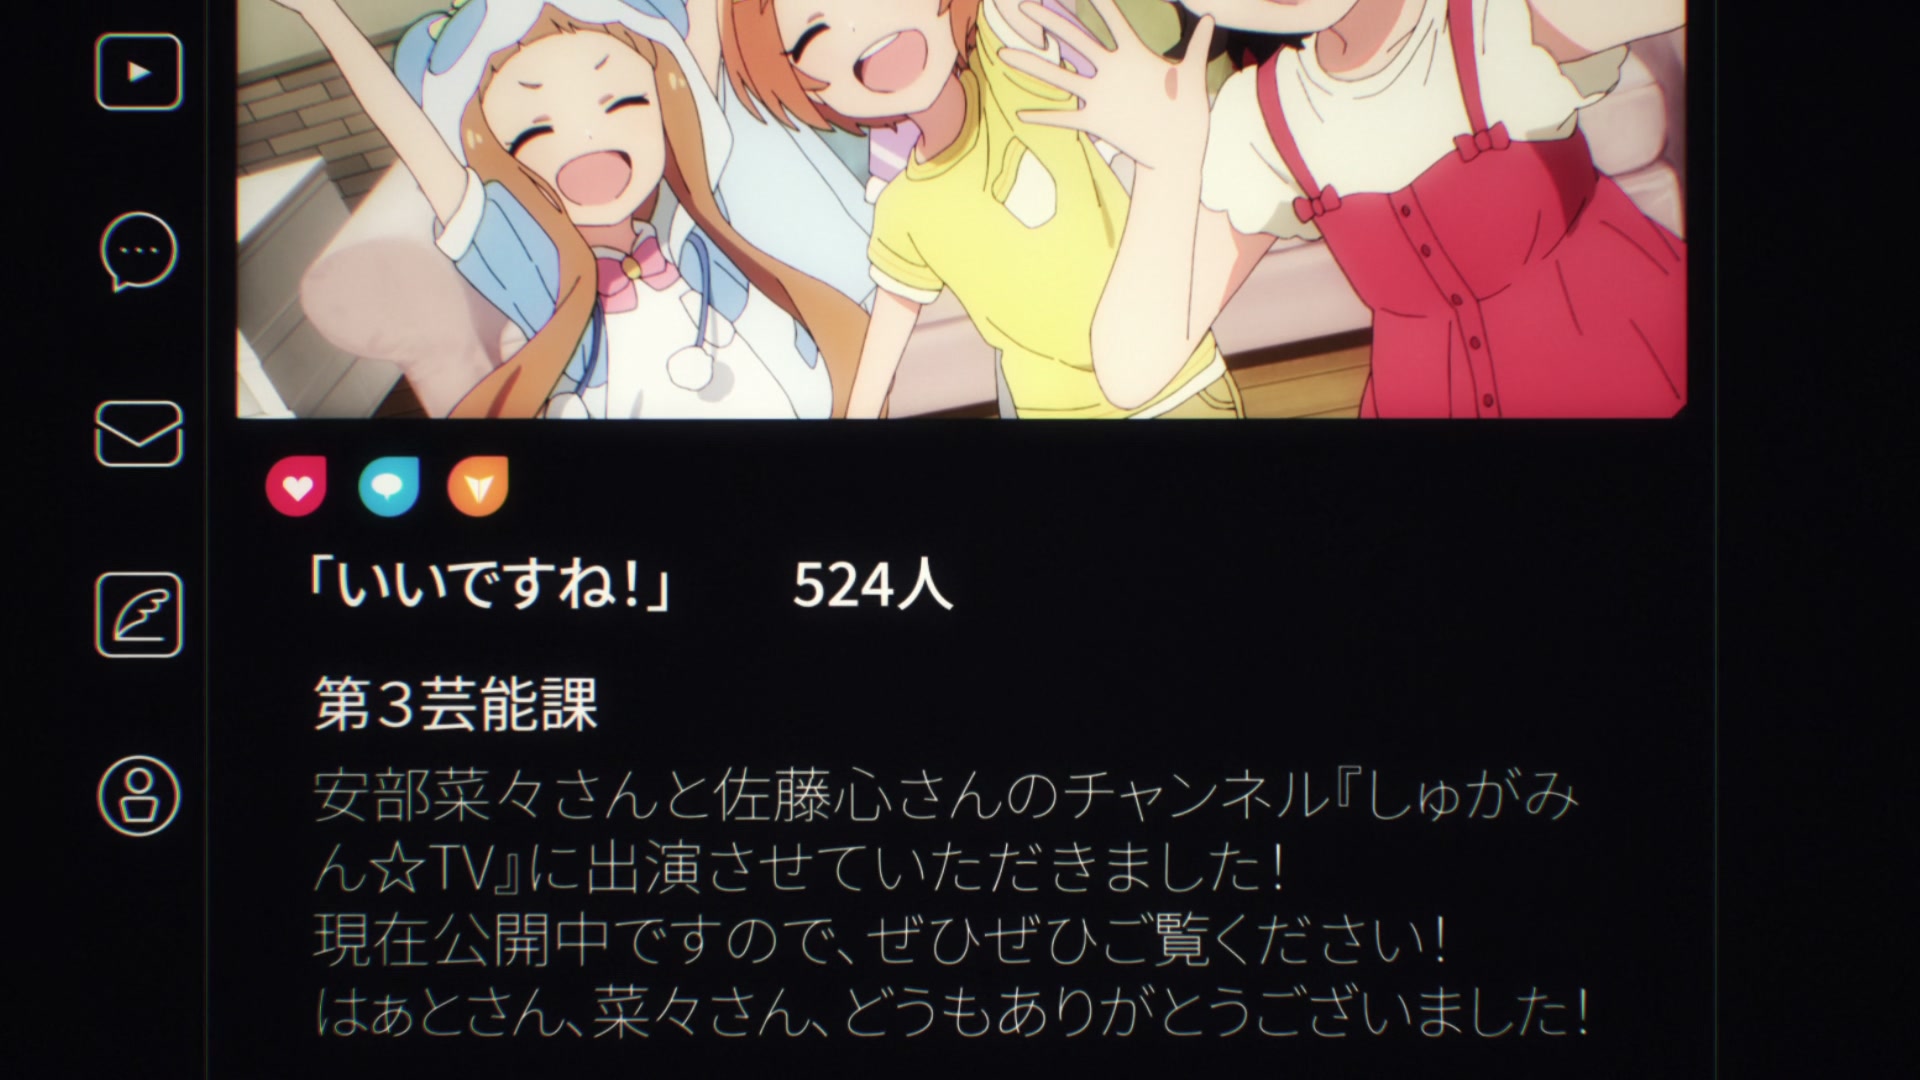 「いいですね！」 524人
第3芸能課
安部菜々さんと佐藤心さんのチャンネル『しゅがみ
ん☆TV』に出演させていただきました！
現在公開中ですので、ぜひぜひご覧ください！
はぁとさん、菜々さん、どうもありがとうございました！